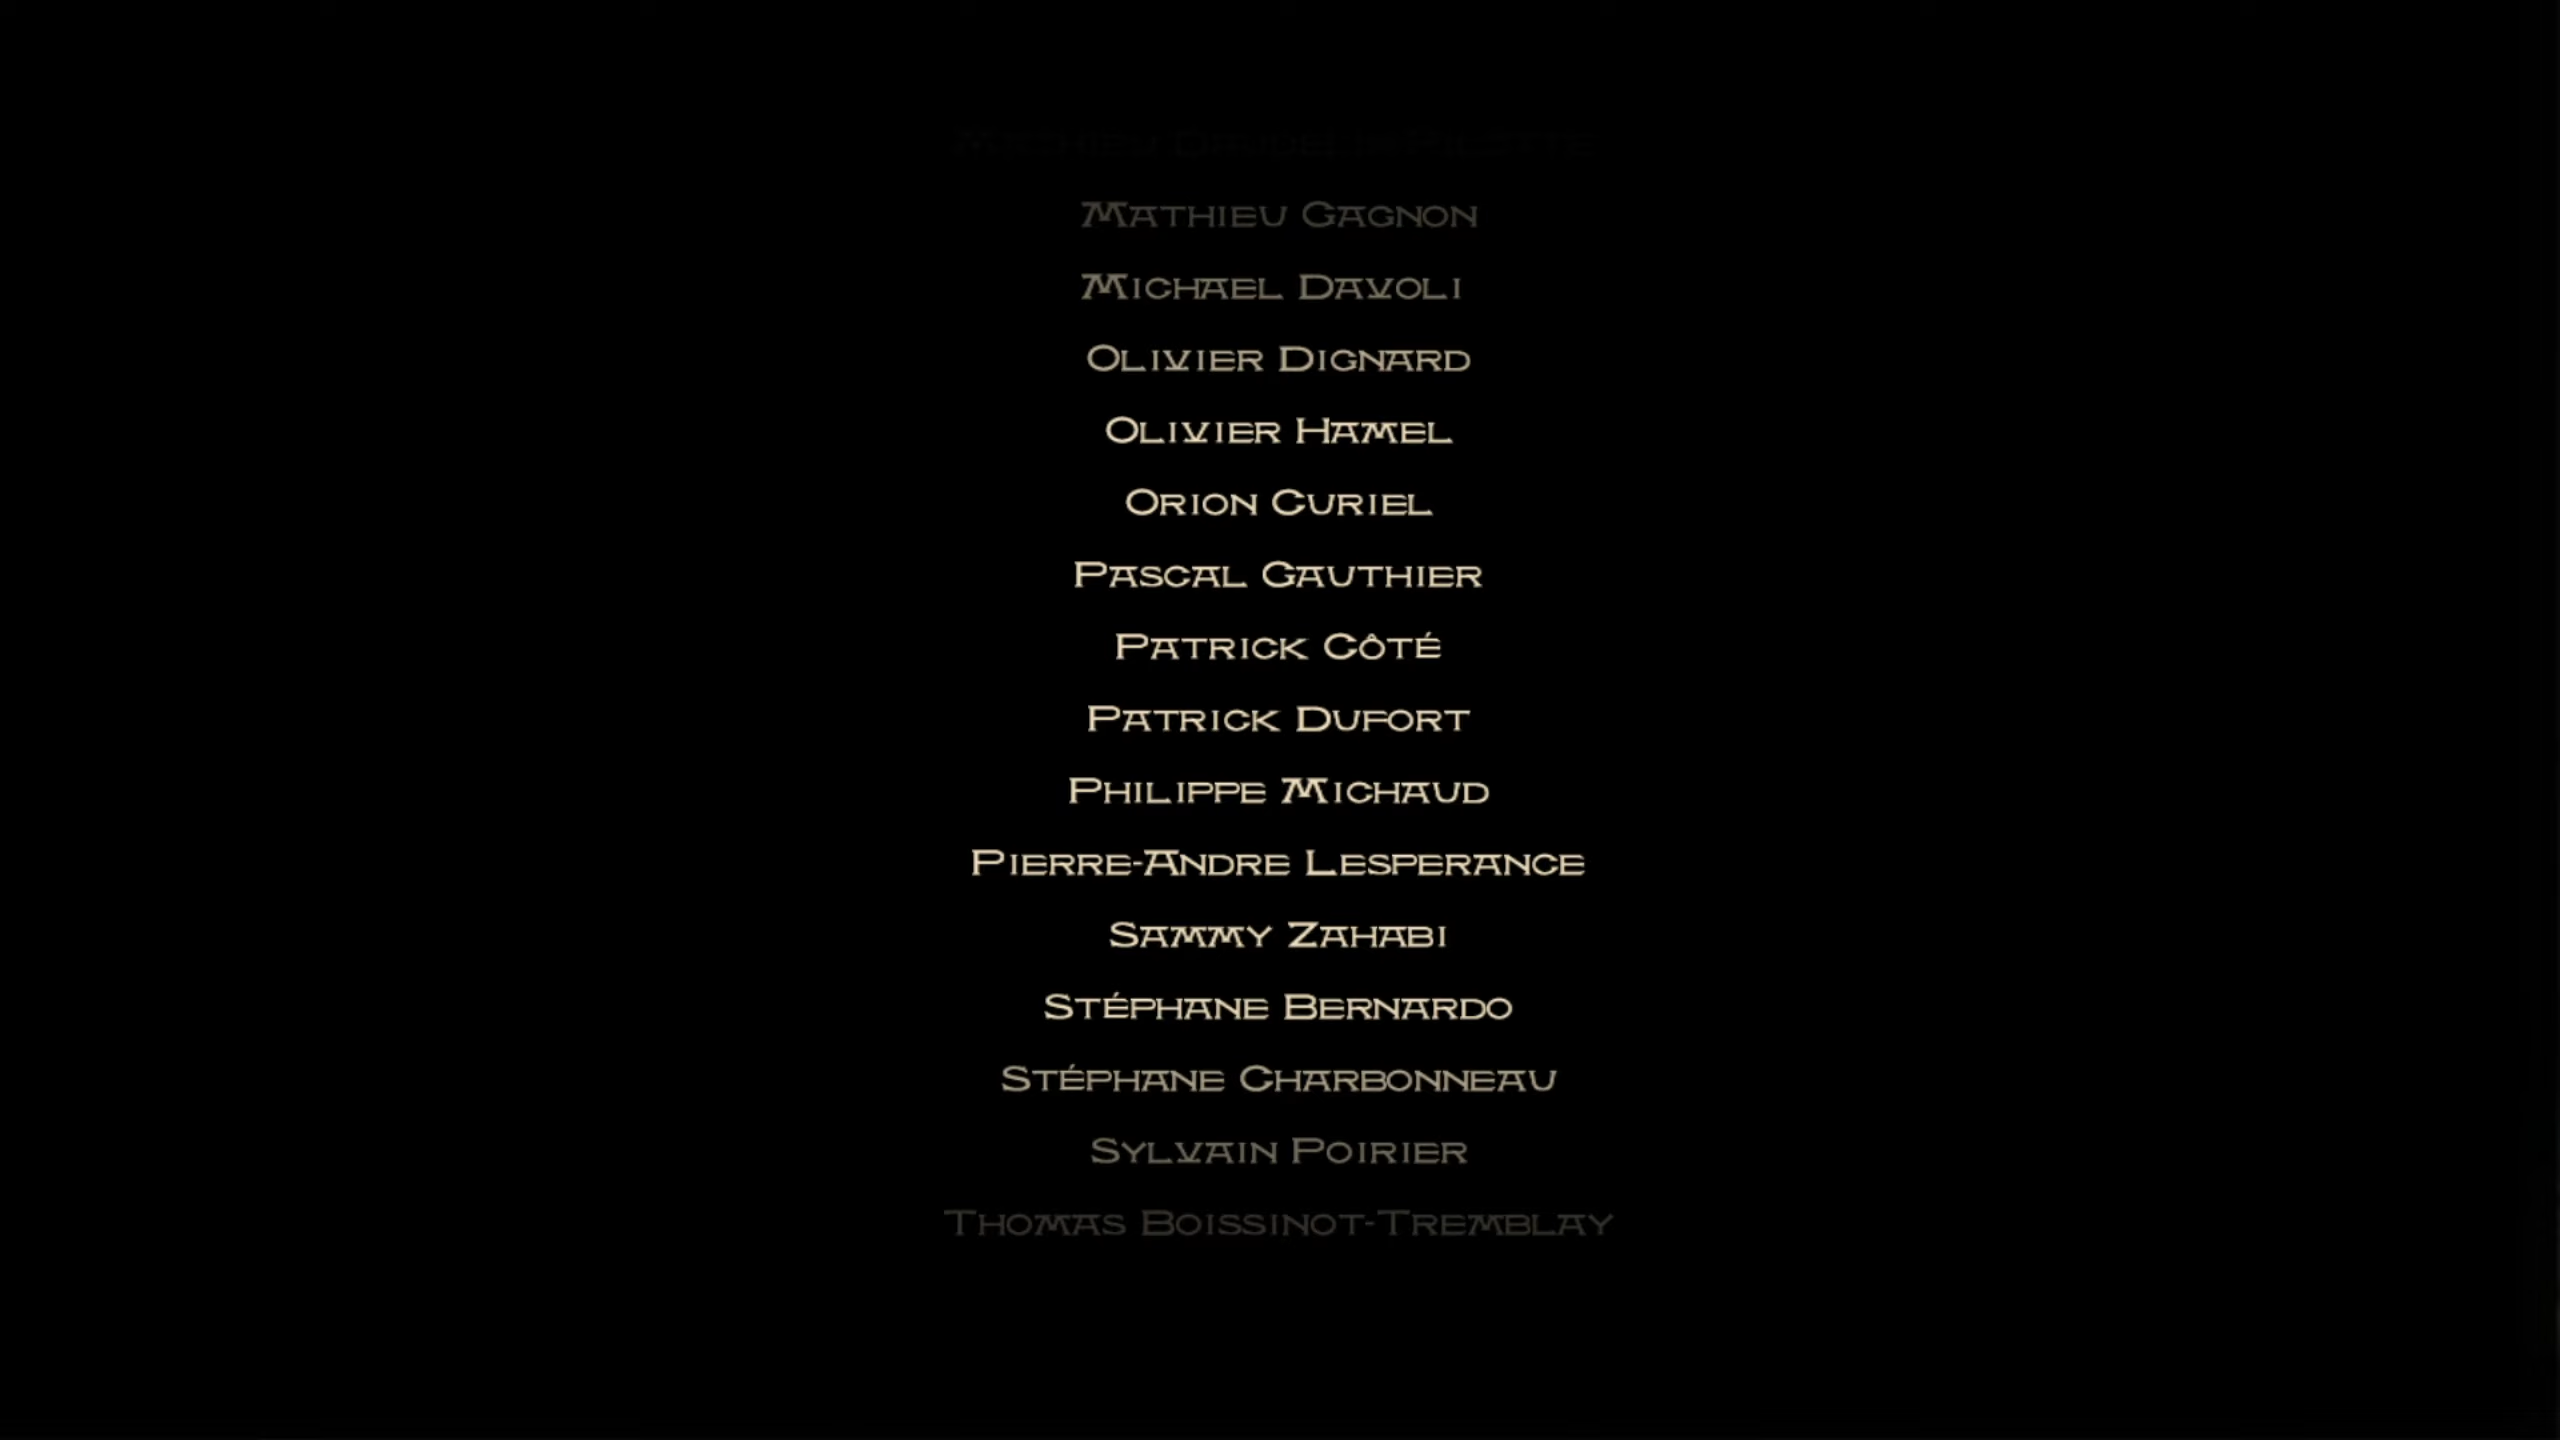 Mathieu Gagnon
Michael Davoli
Olivier Dignard
Olivier Hamel
Orion Curiel
Pascal Gauthier
Patrick Côté
Patrick Dufort
Philippe Michaud
Pierre-Andre Lesperance
Sammy Zahabi
Stéphane Bernardo
Stéphane Charbonneau
Sylvain Poirier
Thomas Boissinot-Tremblay